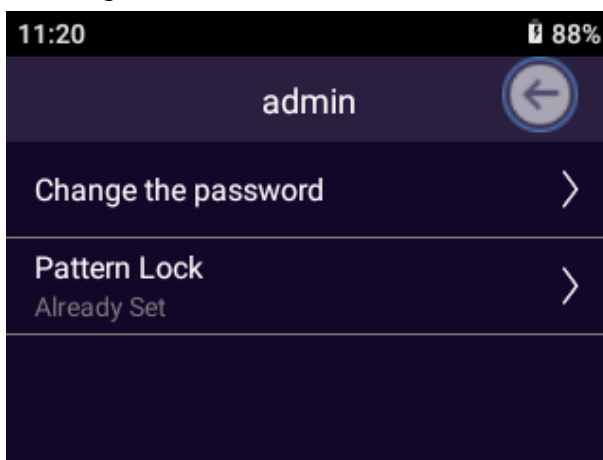 11:20 88%
admin
Change the password
Pattern Lock
Already Set